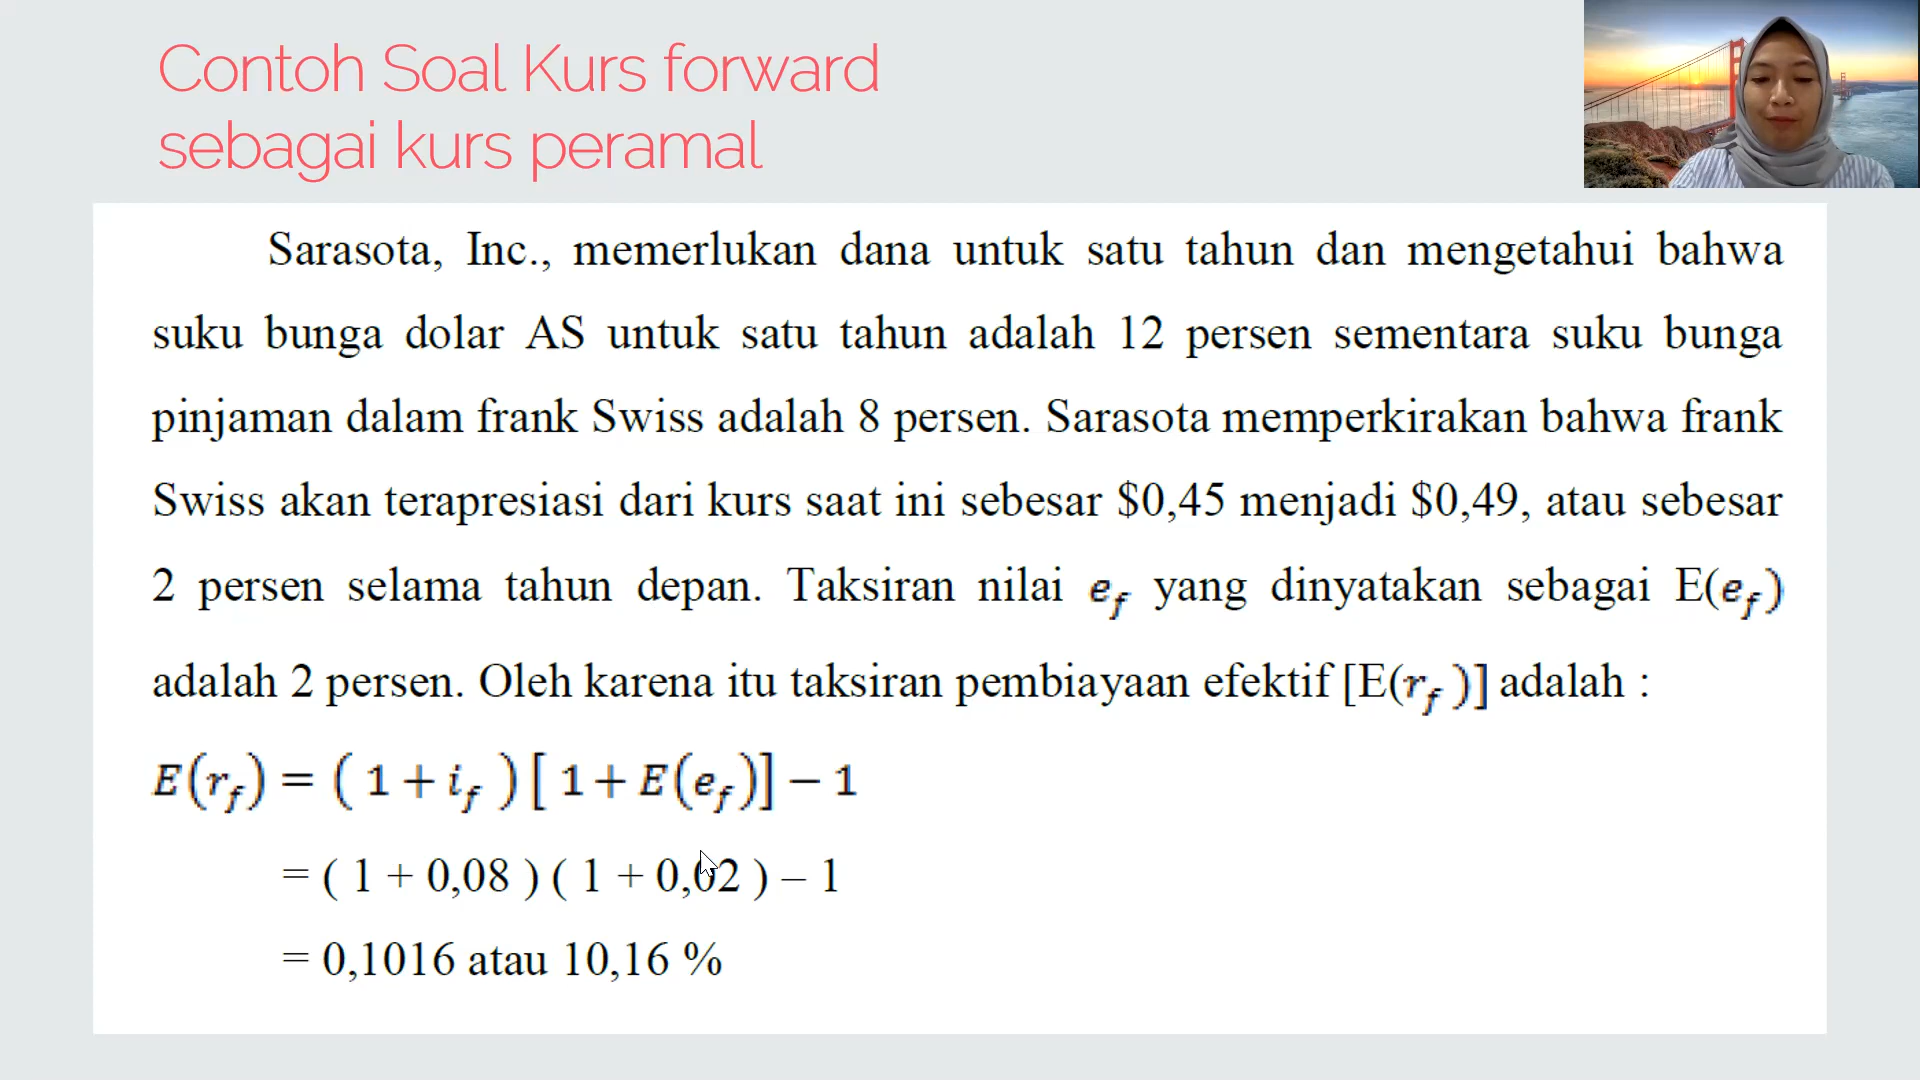 Contoh Soal Kurs forward
sebagai kurs peramal
Sarasota, Inc., memerlukan dana untuk satu tahun dan mengetahui bahwa
suku bunga dolar AS untuk satu tahun adalah 12 persen sementara suku bunga
pinjaman dalam frank Swiss adalah 8 persen. Sarasota memperkirakan bahwa frank
Swiss akan terapresiasi dari kurs saat ini sebesar $0,45 menjadi $0,49, atau sebesar
2 persen selama tahun depan. Taksiran nilai e_f yang dinyatakan sebagai E(e_f)
adalah 2 persen. Oleh karena itu taksiran pembiayaan efektif [E(r_f )] adalah :
E(r_f) = ( 1 + i_f ) [ 1 + E(e_f)] − 1
= ( 1 + 0,08 ) ( 1 + 0,02 ) – 1
= 0,1016 atau 10,16 %